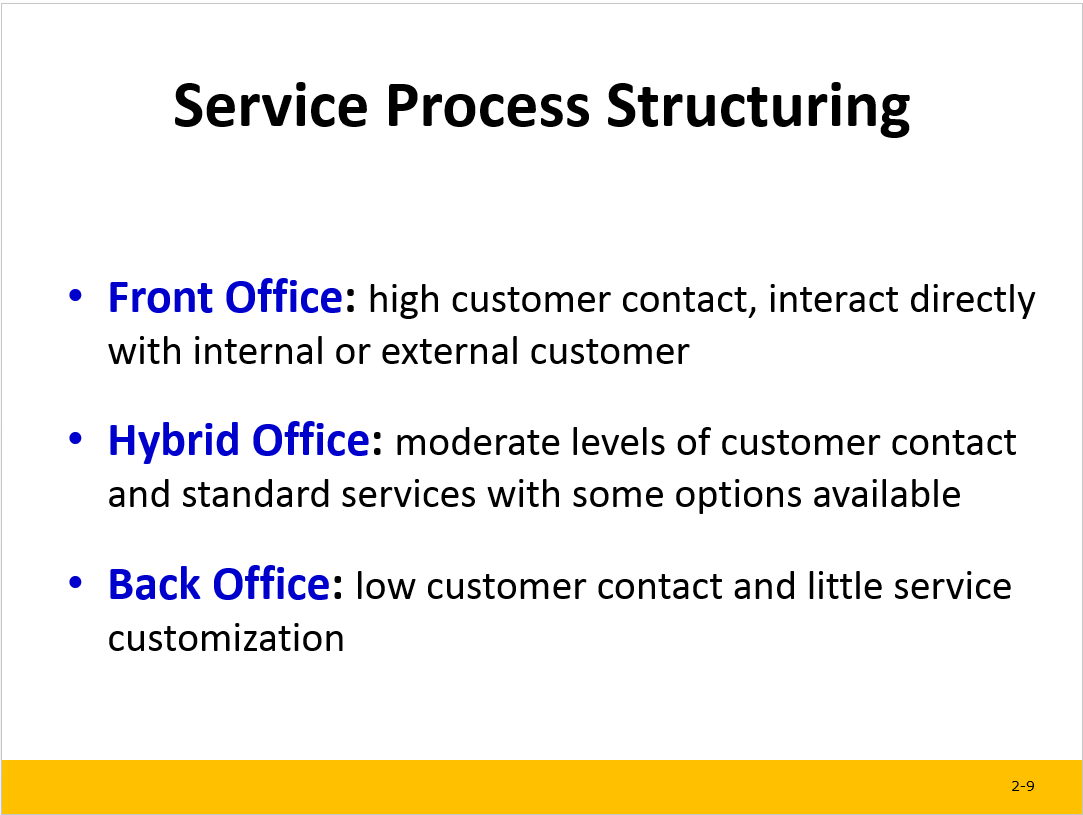 Service Process Structuring
• Front Office: high customer contact, interact directly
with internal or external customer
• Hybrid Office: moderate levels of customer contact
and standard services with some options available
• Back Office: low customer contact and little service
customization
2-9